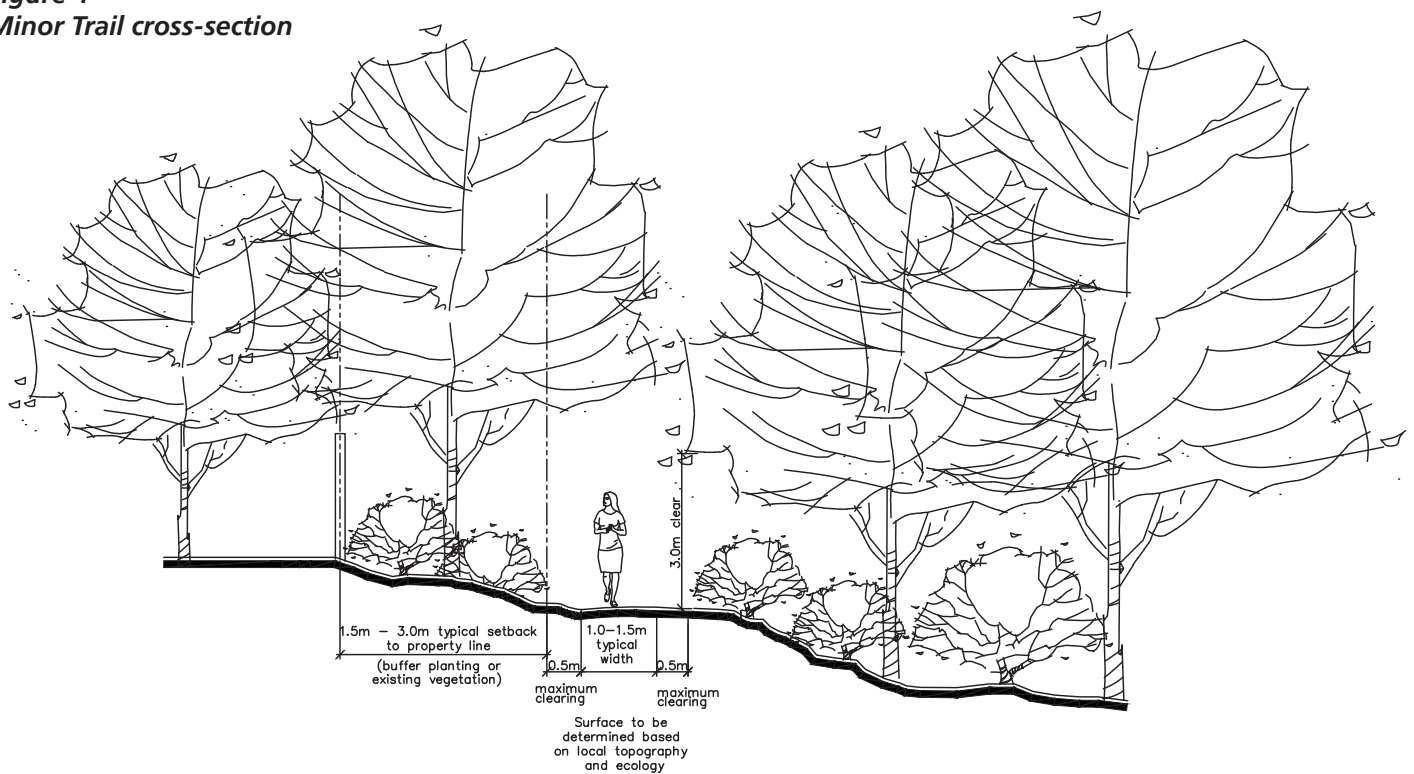 Minor Trail cross-section
3.0m clear
1.5m – 3.0m typical setback
to property line
(buffer planting or
existing vegetation)
0.5m
maximum
clearing
1.0–1.5m
typical
width
0.5m
maximum
clearing
Surface to be
determined based
on local topography
and ecology